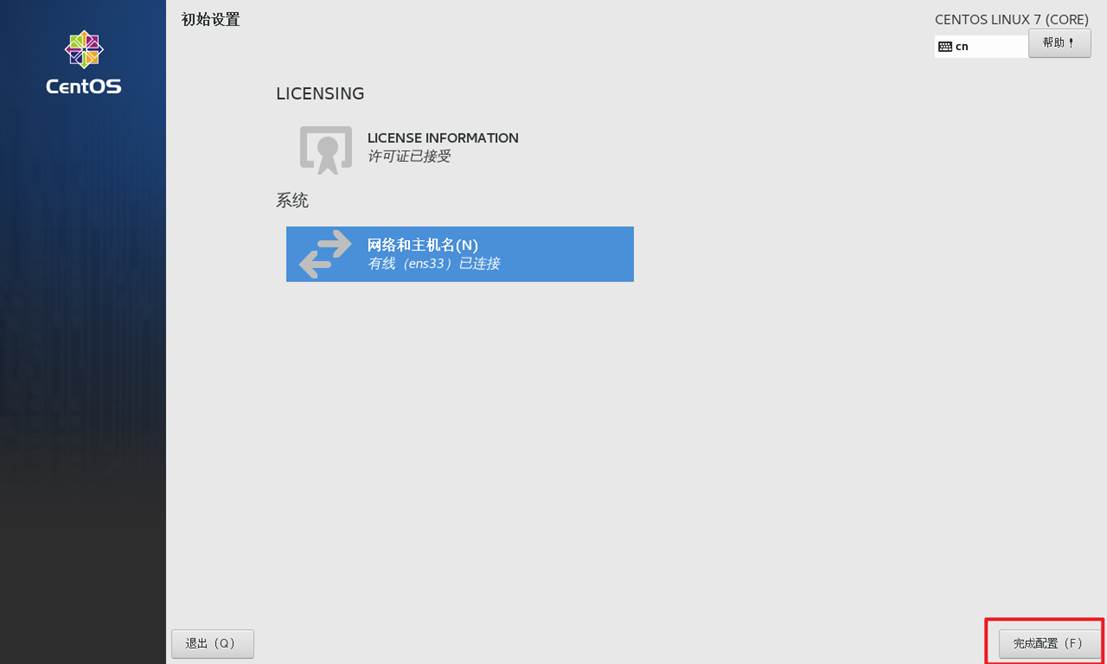 初始设置
CENTOS LINUX 7 (CORE)
cn
帮助！
CentOS
LICENSING
LICENSE INFORMATION
许可证已接受
系统
网络和主机名(N)
有线（ens33）已连接
退出（Q）
完成配置（F）